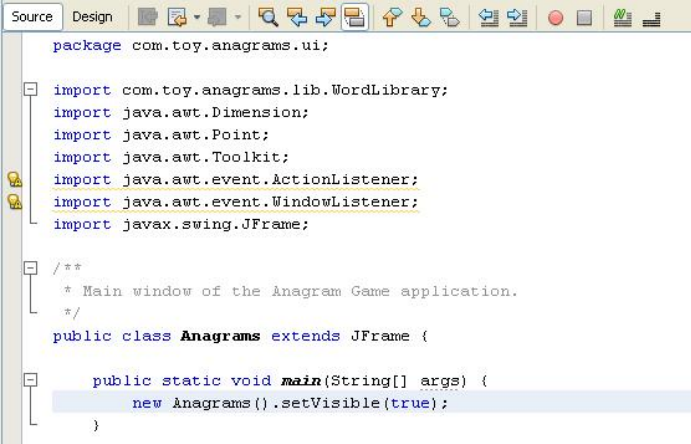 Source Design
package com.toy.anagrams.ui;
import com.toy.anagrams.lib.WordLibrary;
import java.awt.Dimension;
import java.awt.Point;
import java.awt.Toolkit;
import java.awt.event.ActionListener;
import java.awt.event.WindowListener;
import javax.swing.JFrame;
/**
 * Main window of the Anagram Game application.
 */
public class Anagrams extends JFrame {
    public static void main(String[] args) {
        new Anagrams().setVisible(true);
    }